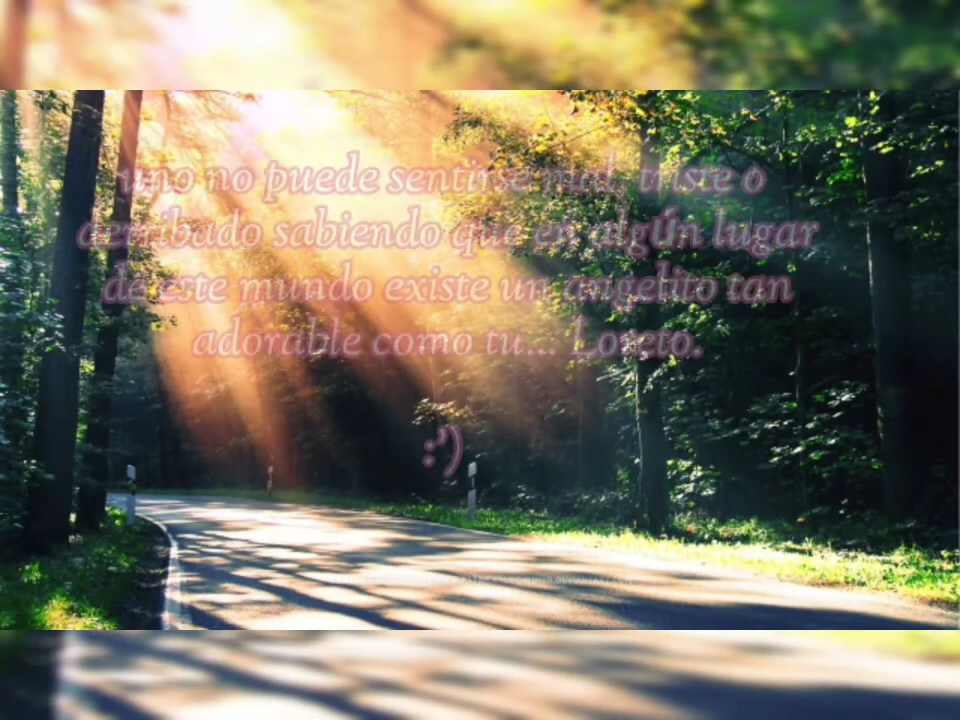 uno no puede sentirse mal, triste o
derribado sabiendo que en algún lugar
de este mundo existe un angelito tan
adorable como tu... Loreto.
:')